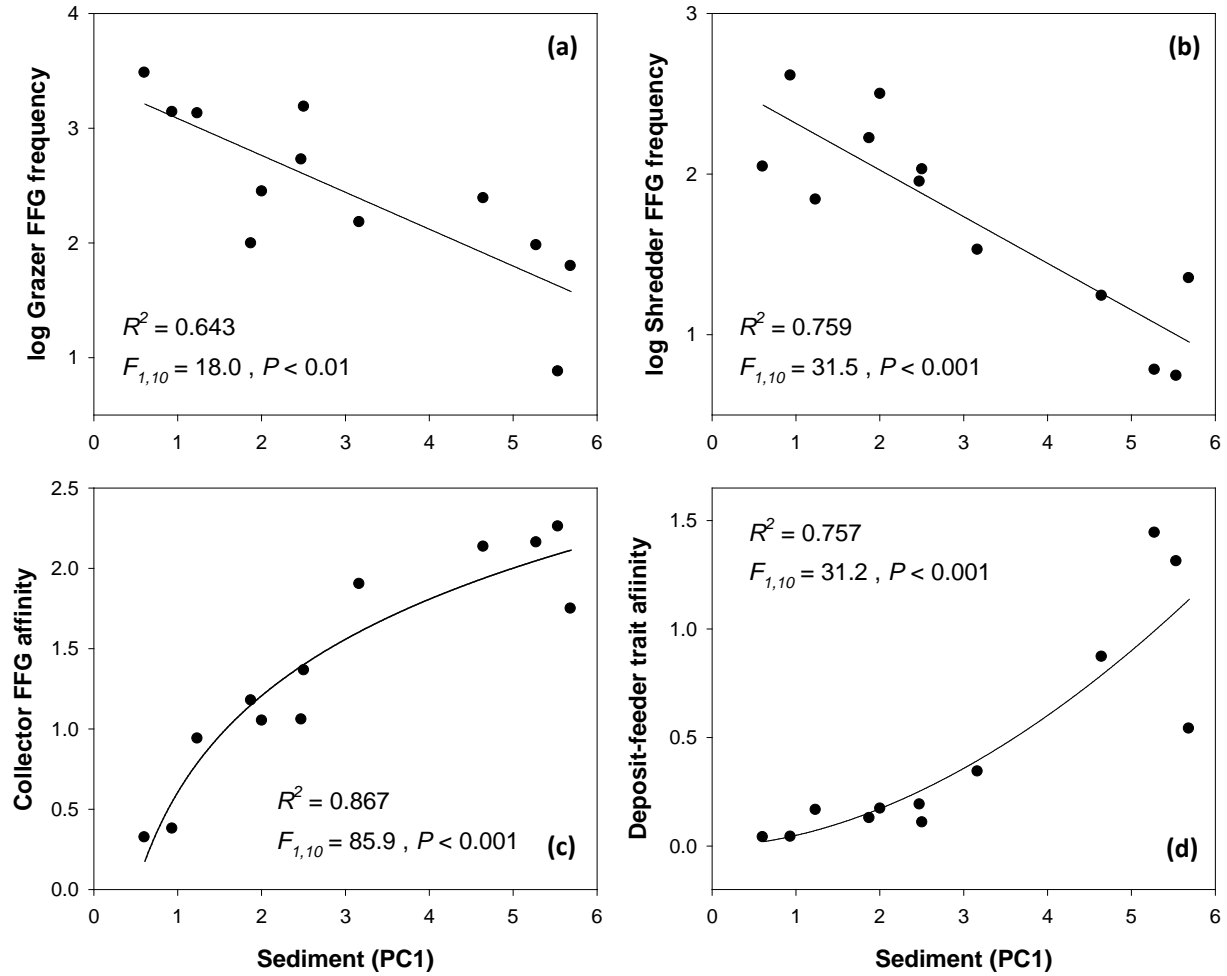 (a)
log Grazer FFG frequency
4
3
2
1
R² = 0.643
F1,10 = 18.0 , P < 0.01
0 1 2 3 4 5 6
(b)
log Shredder FFG frequency
3
2
1
R² = 0.759
F1,10 = 31.5 , P < 0.001
0 1 2 3 4 5 6
(c)
Collector FFG affinity
2.5
2.0
1.5
1.0
0.5
0.0
R² = 0.867
F1,10 = 85.9 , P < 0.001
0 1 2 3 4 5 6
Sediment (PC1)
(d)
Deposit-feeder trait afiinity
1.5
1.0
0.5
0.0
R² = 0.757
F1,10 = 31.2 , P < 0.001
0 1 2 3 4 5 6
Sediment (PC1)